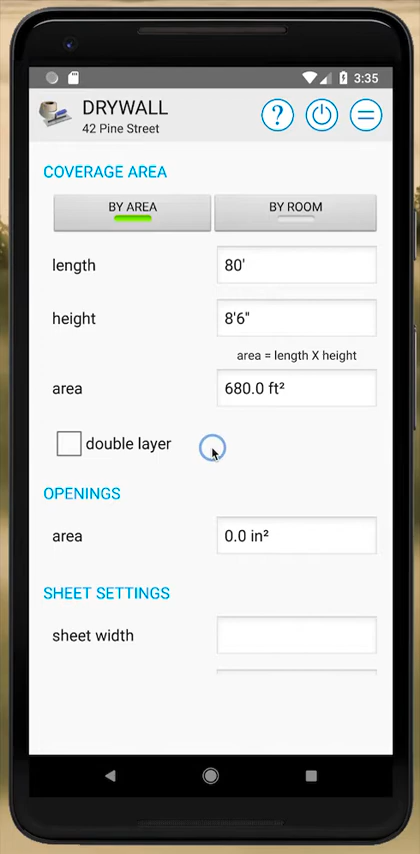 3:35
DRYWALL
42 Pine Street
?
COVERAGE AREA
BY AREA BY ROOM
length 80'
height 8'6"
area = length X height
area 680.0 ft²
double layer
OPENINGS
area 0.0 in²
SHEET SETTINGS
sheet width